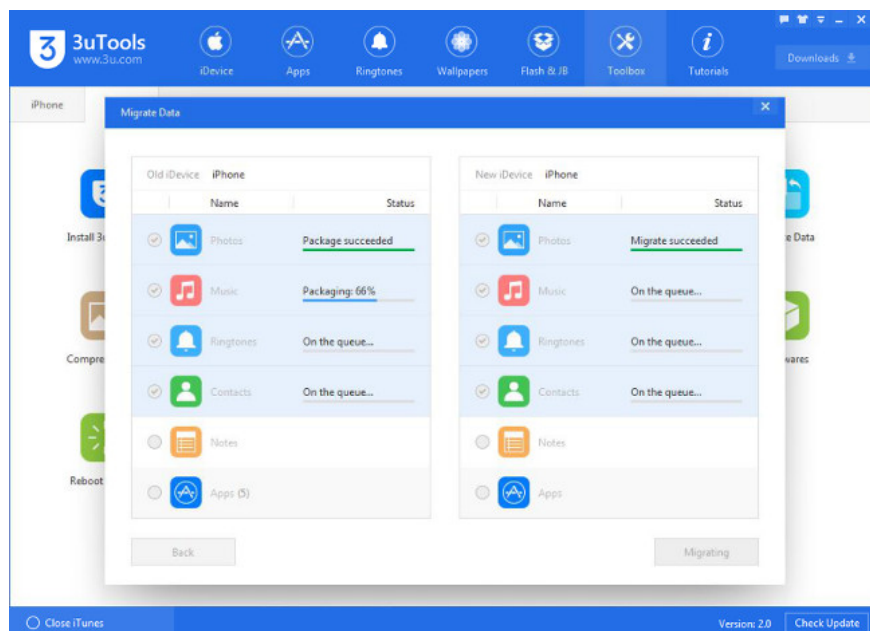 3uTools
www.3u.com
iDevice
Apps
Ringtones
Wallpapers
Flash & JB
Toolbox
Tutorials
Downloads
iPhone
Migrate Data
Old iDevice iPhone
Name Status
Photos Package succeeded
Music Packaging: 66%
Ringtones On the queue...
Contacts On the queue...
Notes
Apps (5)
New iDevice iPhone
Name Status
Photos Migrate succeeded
Music On the queue...
Ringtones On the queue...
Contacts On the queue...
Notes
Apps
Back
Migrating
Install 3
Compre
Reboot
e Data
wares
Close iTunes
Version: 2.0
Check Update